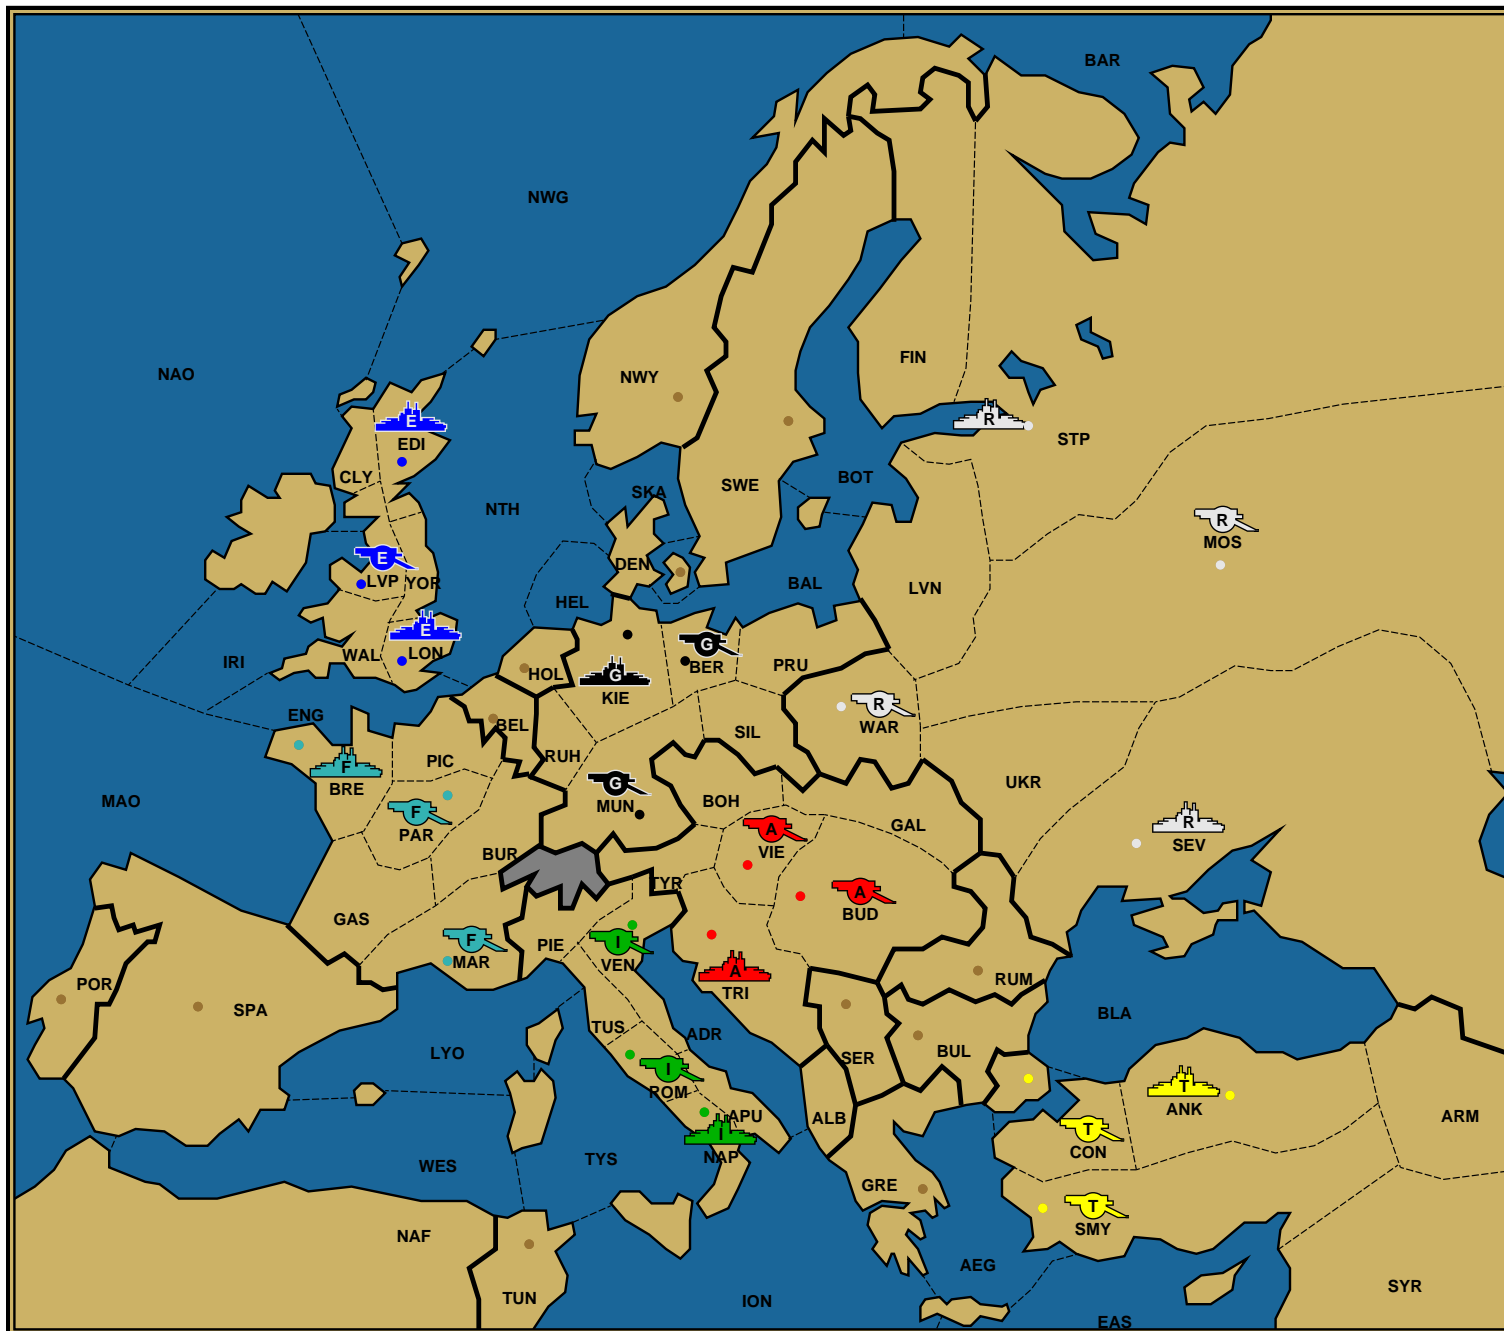 BAR
NWG
NAO
FIN
NWY
R
STP
E
EDI
CLY
BOT
SWE
SKA
NTH
R
MOS
E
LVP
YOR
DEN
BAL
LVN
HEL
E
LON
WAL
IRI
G
BER
PRU
HOL
G
KIE
R
WAR
ENG
BEL
SIL
PIC
RUH
F
BRE
G
MUN
BOH
UKR
MAO
F
PAR
GAL
R
SEV
A
VIE
BUR
TYR
A
BUD
GAS
F
MAR
PIE
I
VEN
A
TRI
RUM
POR
SPA
BLA
TUS
ADR
LYO
SER
BUL
I
ROM
T
ANK
APU
ALB
ARM
I
NAP
T
CON
WES
TYS
GRE
T
SMY
NAF
AEG
SYR
TUN
ION
EAS